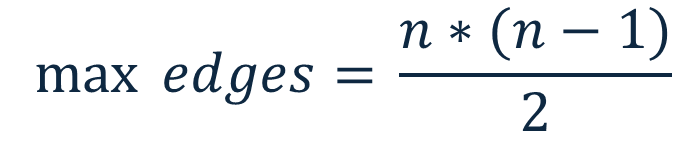 max edges = n * (n − 1) / 2